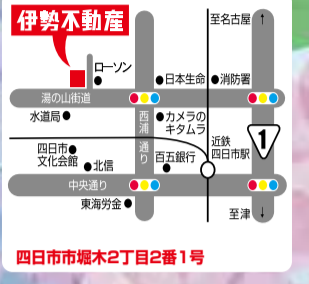 伊勢不動産
至名古屋↑
ローソン
日本生命
消防署
湯の山街道
水道局
西浦通り
カメラの
キタムラ
1
四日市
文化会館
北信
百五銀行
近鉄
四日市駅
中央通り
東海労金
至津↓
四日市市堀木2丁目2番1号